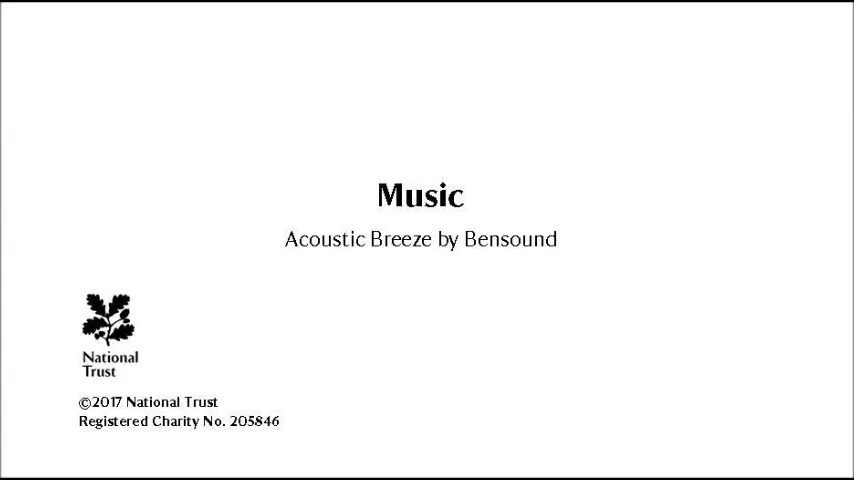 Music
Acoustic Breeze by Bensound
National
Trust
©2017 National Trust
Registered Charity No. 205846